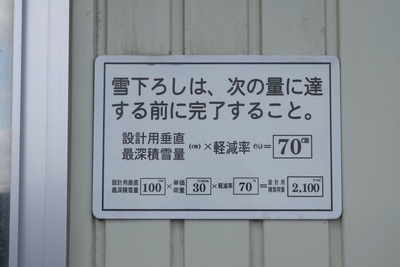 雪下ろしは、次の量に達
する前に完了すること。
設計用垂直
最深積雪量 (cm) × 軽減率 (%) = 70cm
設計用垂直
最深積雪量 100 × 単位
荷重 30 × 軽減率 70 = 設計用
積雪荷重 2,100